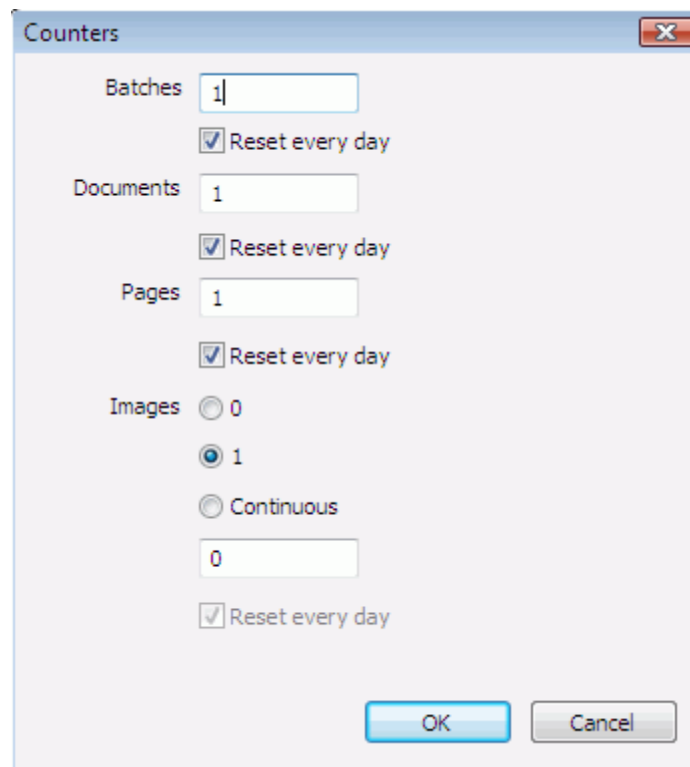 Counters
Batches 1
Reset every day
Documents 1
Reset every day
Pages 1
Reset every day
Images 0
1
Continuous
0
Reset every day
OK Cancel